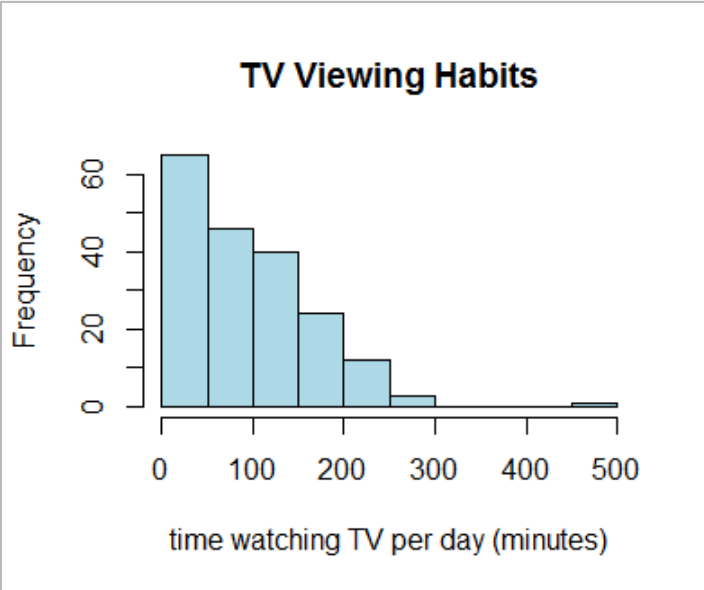 TV Viewing Habits
Frequency
60
40
20
0
0 100 200 300 400 500
time watching TV per day (minutes)